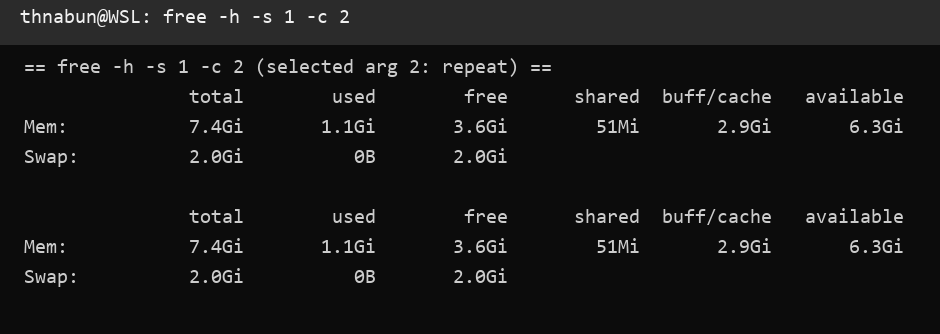 thnabun@WSL: free -h -s 1 -c 2
== free -h -s 1 -c 2 (selected arg 2: repeat) ==
total used free shared buff/cache available
Mem: 7.4Gi 1.1Gi 3.6Gi 51Mi 2.9Gi 6.3Gi
Swap: 2.0Gi 0B 2.0Gi
total used free shared buff/cache available
Mem: 7.4Gi 1.1Gi 3.6Gi 51Mi 2.9Gi 6.3Gi
Swap: 2.0Gi 0B 2.0Gi